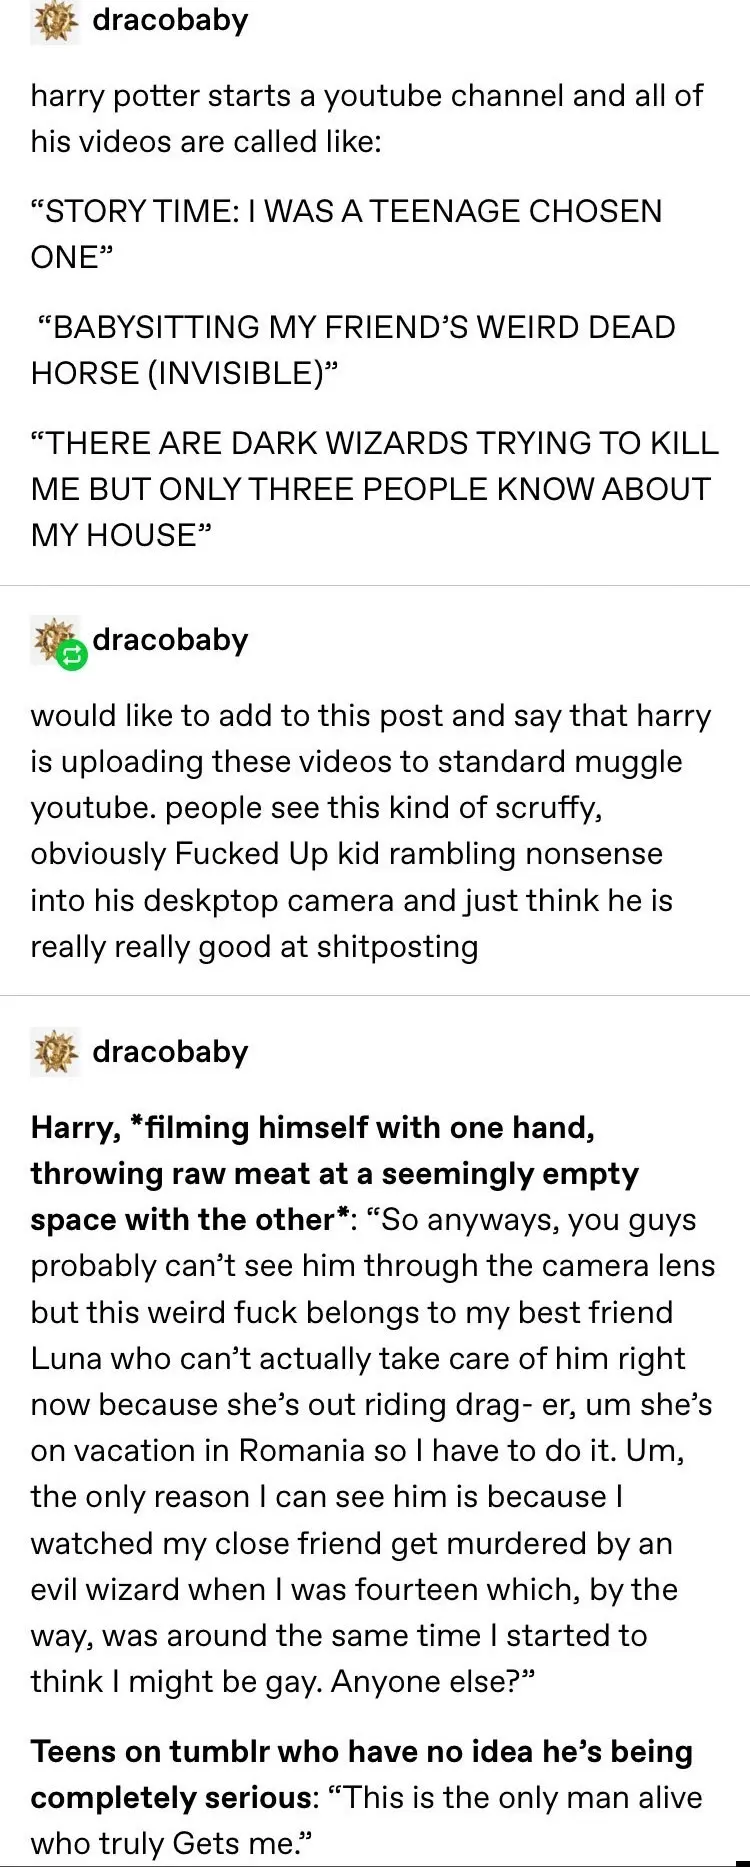 dracobaby
harry potter starts a youtube channel and all of
his videos are called like:
“STORY TIME: I WAS A TEENAGE CHOSEN
ONE”
“BABYSITTING MY FRIEND’S WEIRD DEAD
HORSE (INVISIBLE)”
“THERE ARE DARK WIZARDS TRYING TO KILL
ME BUT ONLY THREE PEOPLE KNOW ABOUT
MY HOUSE”
dracobaby
would like to add to this post and say that harry
is uploading these videos to standard muggle
youtube. people see this kind of scruffy,
obviously Fucked Up kid rambling nonsense
into his deskptop camera and just think he is
really really good at shitposting
dracobaby
Harry, *filming himself with one hand,
throwing raw meat at a seemingly empty
space with the other*: “So anyways, you guys
probably can’t see him through the camera lens
but this weird fuck belongs to my best friend
Luna who can’t actually take care of him right
now because she’s out riding drag- er, um she’s
on vacation in Romania so I have to do it. Um,
the only reason I can see him is because I
watched my close friend get murdered by an
evil wizard when I was fourteen which, by the
way, was around the same time I started to
think I might be gay. Anyone else?”
Teens on tumblr who have no idea he’s being
completely serious: “This is the only man alive
who truly Gets me.”